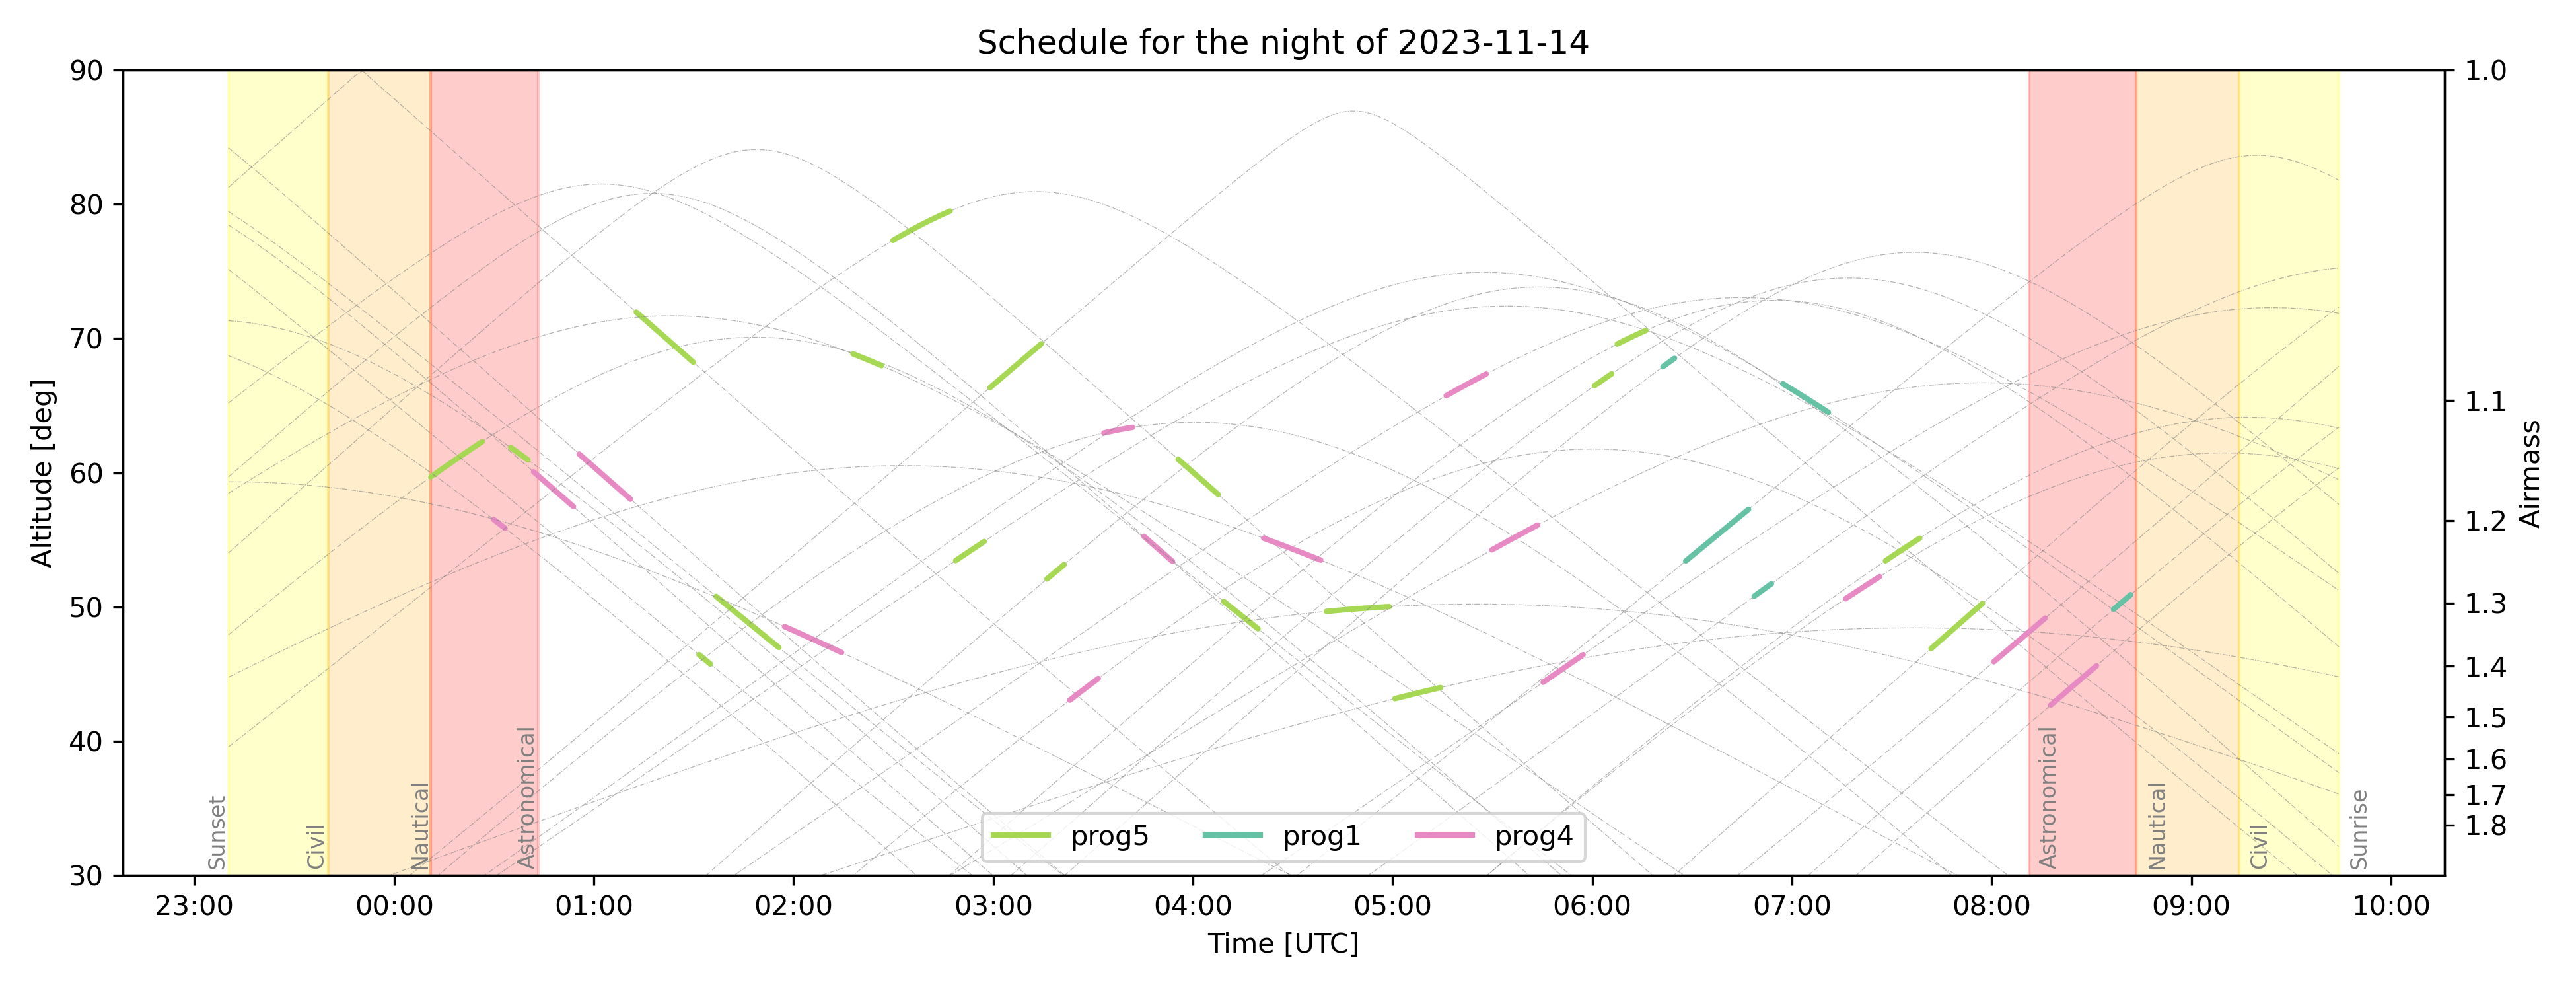 Schedule for the night of 2023-11-14
Altitude [deg]
90
80
70
60
50
40
30
Airmass
1.0
1.1
1.2
1.3
1.4
1.5
1.6
1.7
1.8
Sunset
Civil
Nautical
Astronomical
Astronomical
Nautical
Civil
Sunrise
prog5 prog1 prog4
23:00 00:00 01:00 02:00 03:00 04:00 05:00 06:00 07:00 08:00 09:00 10:00
Time [UTC]